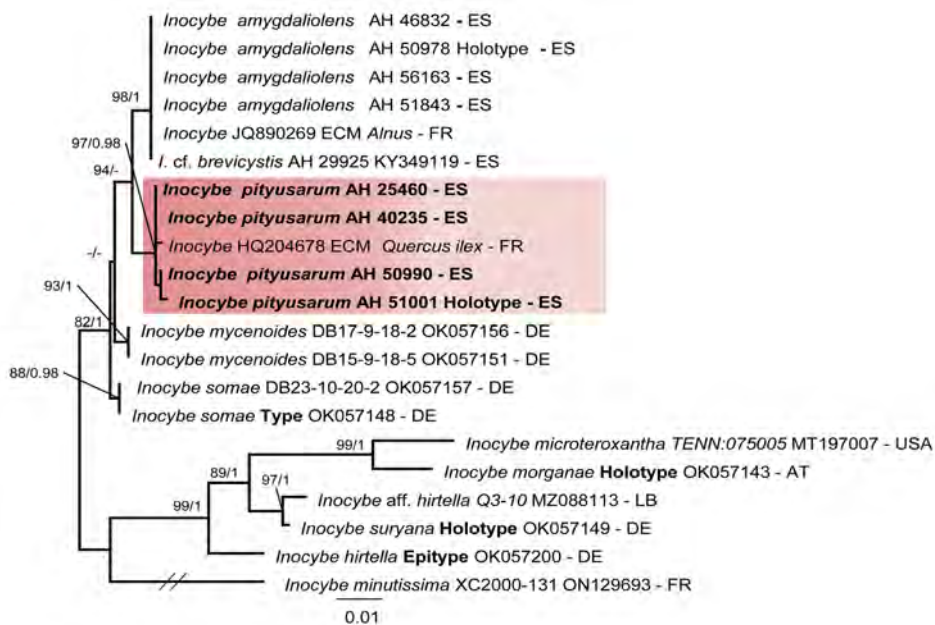 Inocybe amygdaliolens AH 46832 - ES
Inocybe amygdaliolens AH 50978 Holotype - ES
Inocybe amygdaliolens AH 56163 - ES
98/1
Inocybe amygdaliolens AH 51843 - ES
Inocybe JQ890269 ECM Alnus - FR
97/0.98
I. cf. brevicystis AH 29925 KY349119 - ES
94/-
Inocybe pityusarum AH 25460 - ES
Inocybe pityusarum AH 40235 - ES
Inocybe HQ204678 ECM Quercus ilex - FR
-/-
Inocybe pityusarum AH 50990 - ES
93/1
Inocybe pityusarum AH 51001 Holotype - ES
82/1
Inocybe mycenoides DB17-9-18-2 OK057156 - DE
Inocybe mycenoides DB15-9-18-5 OK057151 - DE
88/0.98
Inocybe somae DB23-10-20-2 OK057157 - DE
Inocybe somae Type OK057148 - DE
99/1
Inocybe microteroxantha TENN:075005 MT197007 - USA
89/1
Inocybe morganae Holotype OK057143 - AT
97/1
Inocybe aff. hirtella Q3-10 MZ088113 - LB
99/1
Inocybe suryana Holotype OK057149 - DE
Inocybe hirtella Epitype OK057200 - DE
Inocybe minutissima XC2000-131 ON129693 - FR
0.01